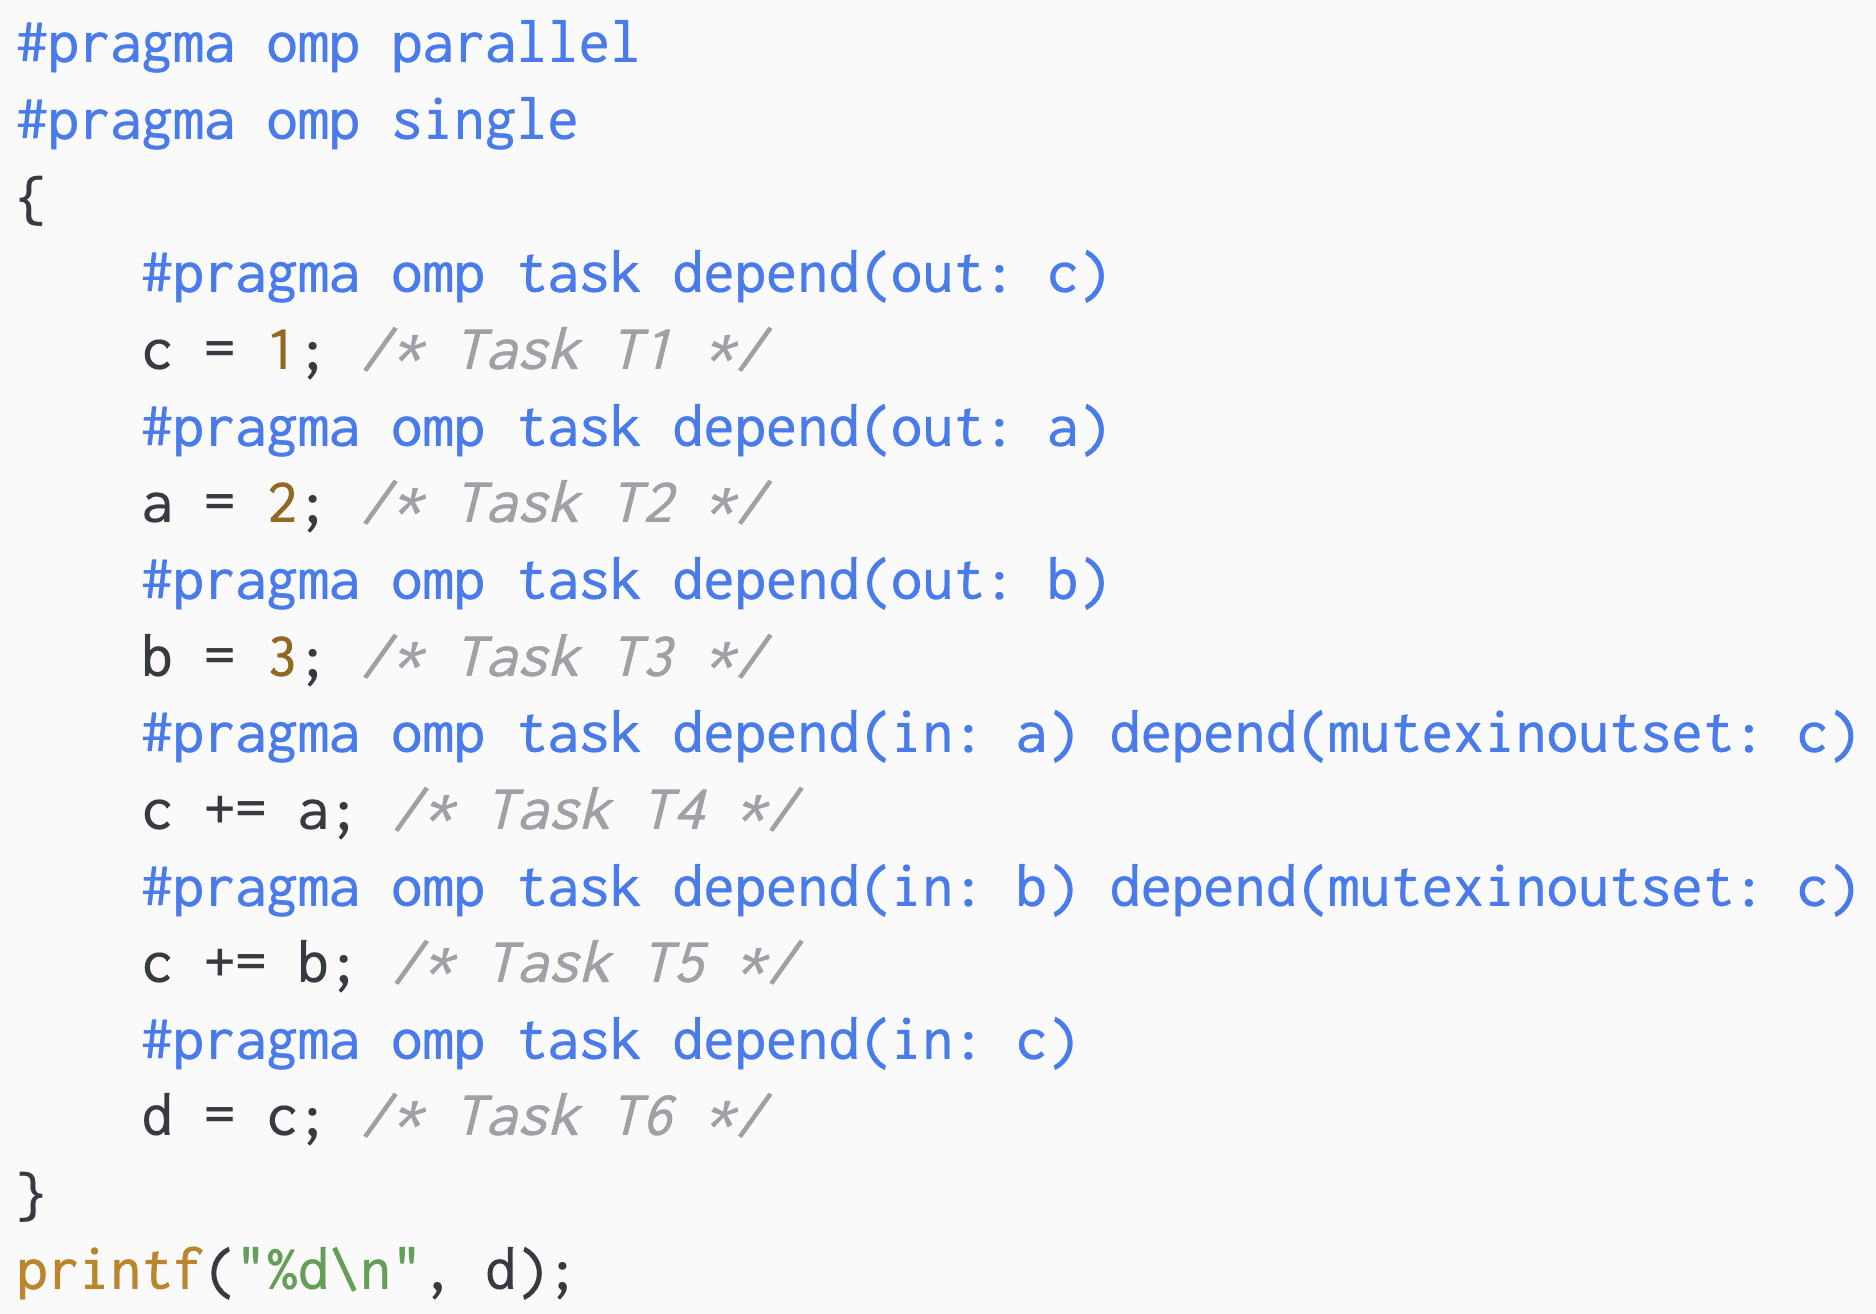 #pragma omp parallel
#pragma omp single
{
    #pragma omp task depend(out: c)
    c = 1; /* Task T1 */
    #pragma omp task depend(out: a)
    a = 2; /* Task T2 */
    #pragma omp task depend(out: b)
    b = 3; /* Task T3 */
    #pragma omp task depend(in: a) depend(mutexinoutset: c)
    c += a; /* Task T4 */
    #pragma omp task depend(in: b) depend(mutexinoutset: c)
    c += b; /* Task T5 */
    #pragma omp task depend(in: c)
    d = c; /* Task T6 */
}
printf("%d\n", d);